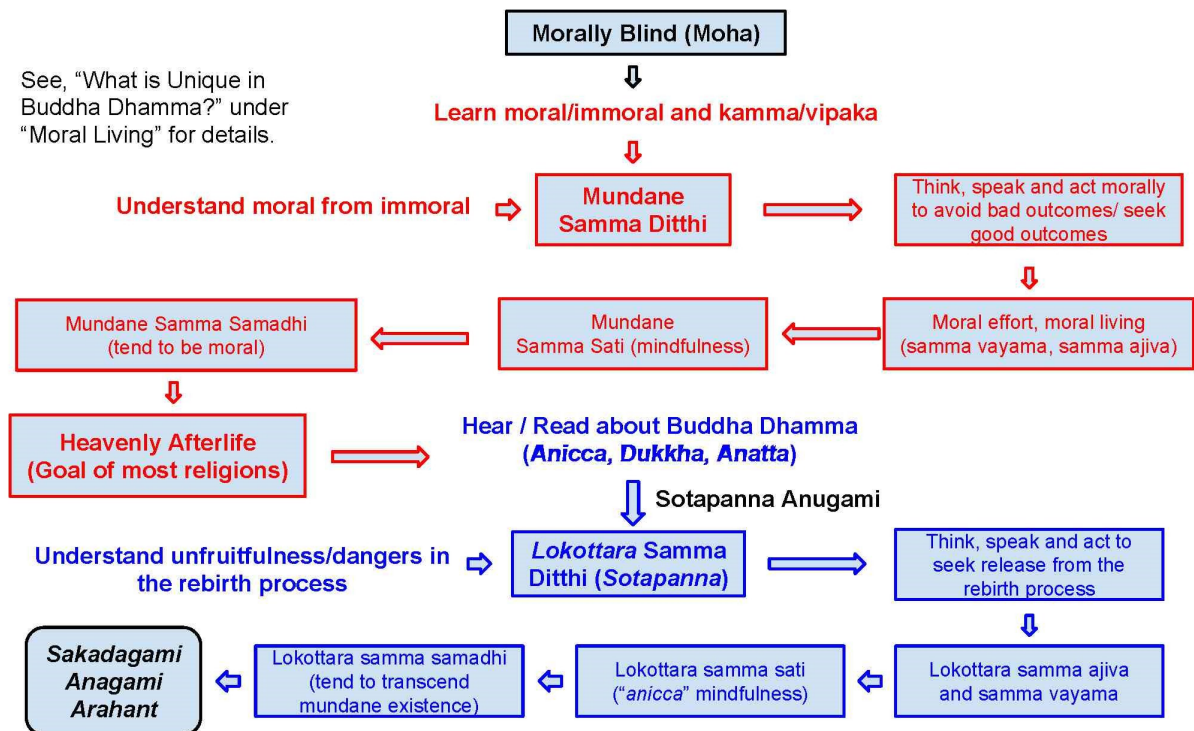 Morally Blind (Moha)
See, “What is Unique in
Buddha Dhamma?” under
“Moral Living” for details.
Learn moral/immoral and kamma/vipaka
Understand moral from immoral
Mundane
Samma Ditthi
Think, speak and act morally
to avoid bad outcomes/ seek
good outcomes
Moral effort, moral living
(samma vayama, samma ajiva)
Mundane
Samma Sati (mindfulness)
Mundane Samma Samadhi
(tend to be moral)
Heavenly Afterlife
(Goal of most religions)
Hear / Read about Buddha Dhamma
(Anicca, Dukkha, Anatta)
Sotapanna Anugami
Understand unfruitfulness/dangers in
the rebirth process
Lokottara Samma
Ditthi (Sotapanna)
Think, speak and act to
seek release from the
rebirth process
Lokottara samma ajiva
and samma vayama
Lokottara samma sati
(“anicca” mindfulness)
Lokottara samma samadhi
(tend to transcend
mundane existence)
Sakadagami
Anagami
Arahant